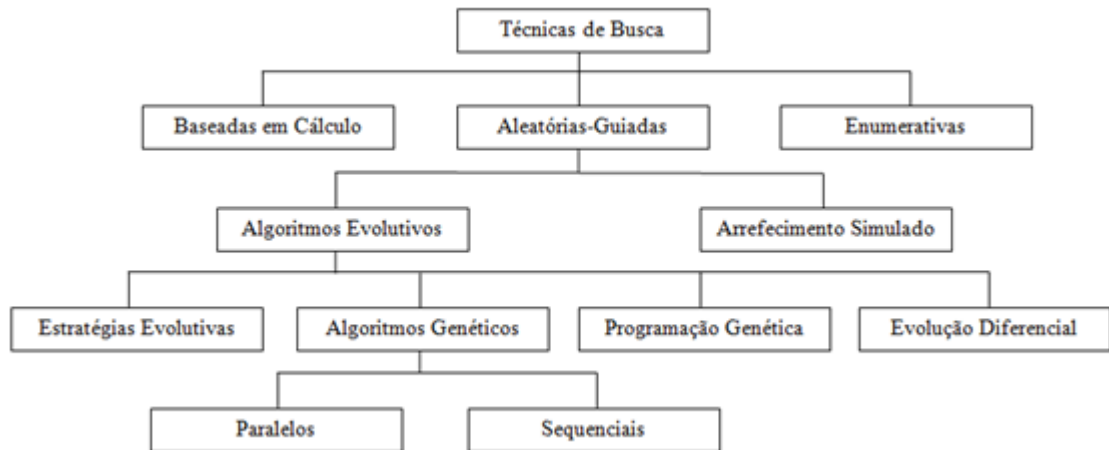 Técnicas de Busca
Baseadas em Cálculo
Aleatórias-Guiadas
Enumerativas
Algoritmos Evolutivos
Arrefecimento Simulado
Estratégias Evolutivas
Algoritmos Genéticos
Programação Genética
Evolução Diferencial
Paralelos
Sequenciais